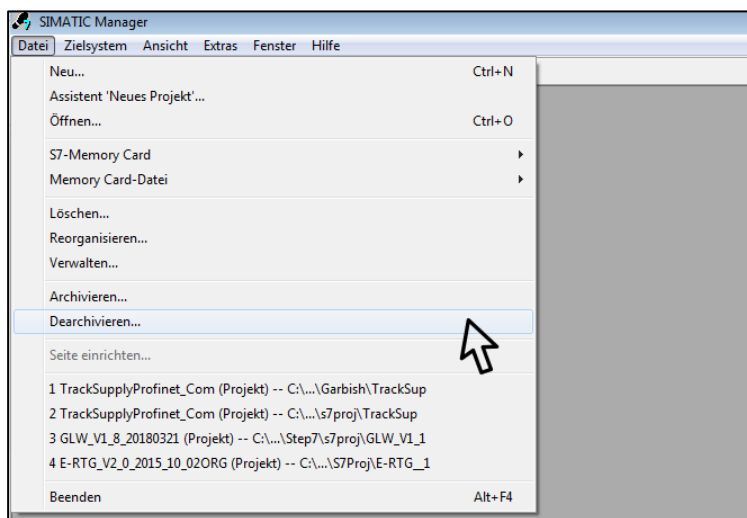 SIMATIC Manager
Datei Zielsystem Ansicht Extras Fenster Hilfe
Neu... Ctrl+N
Assistent 'Neues Projekt'...
Öffnen... Ctrl+O
S7-Memory Card
Memory Card-Datei
Löschen...
Reorganisieren...
Verwalten...
Archivieren...
Dearchivieren...
Seite einrichten...
1 TrackSupplyProfinet_Com (Projekt) -- C:\...\Garbish\TrackSup
2 TrackSupplyProfinet_Com (Projekt) -- C:\...\s7proj\TrackSup
3 GLW_V1_8_20180321 (Projekt) -- C:\...\Step7\s7proj\GLW_V1_1
4 E-RTG_V2_0_2015_10_02ORG (Projekt) -- C:\...\S7Proj\E-RTG__1
Beenden Alt+F4